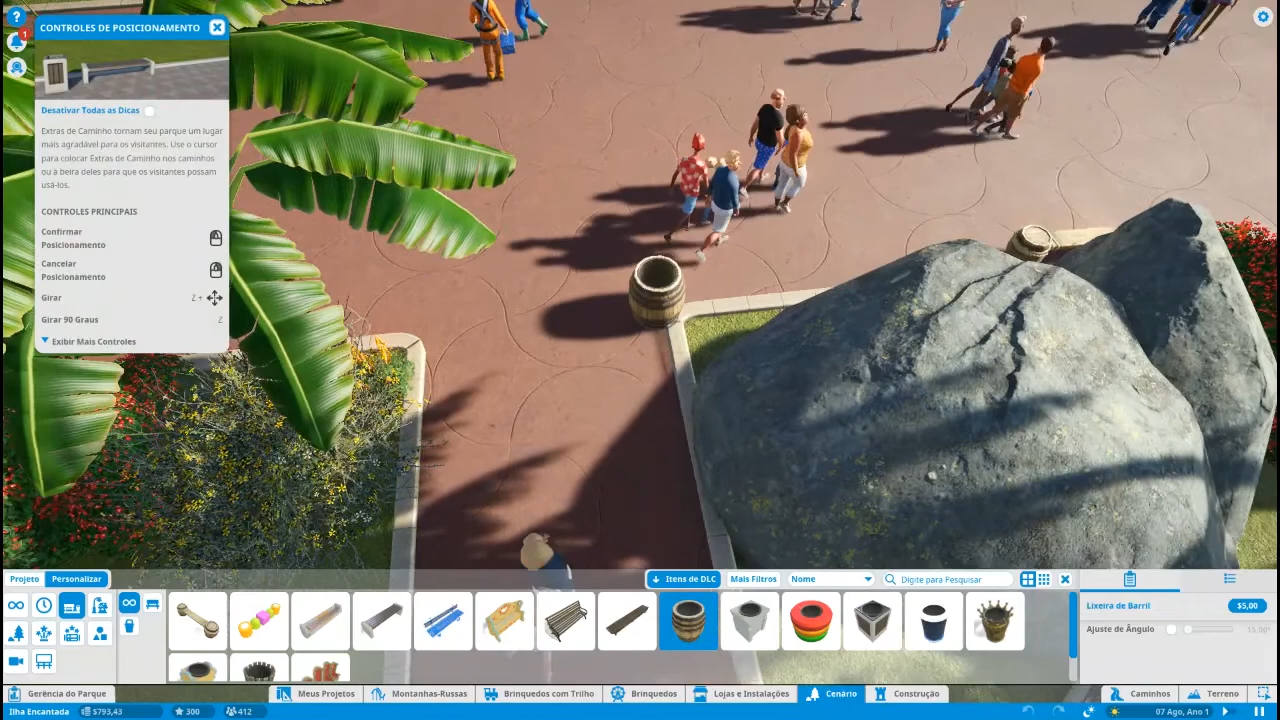 ?
CONTROLES DE POSICIONAMENTO
1
Desativar Todas as Dicas
Extras de Caminho tornam seu parque um lugar
mais agradável para os visitantes. Use o cursor
para colocar Extras de Caminho nos caminhos
ou à beira deles para que os visitantes possam
usá-los.
CONTROLES PRINCIPAIS
Confirmar
Posicionamento
Cancelar
Posicionamento
Girar Z +
Girar 90 Graus Z
Exibir Mais Controles
Projeto Personalizar Itens de DLC Mais Filtros Nome Digite para Pesquisar
Lixeira de Barril $5,00
Ajuste de Ângulo 15,00°
Gerência do Parque Meus Projetos Montanhas-Russas Brinquedos com Trilho Brinquedos Lojas e Instalações Cenário Construção Caminhos Terreno
Ilha Encantada $793,43 300 412 07 Ago, Ano 1